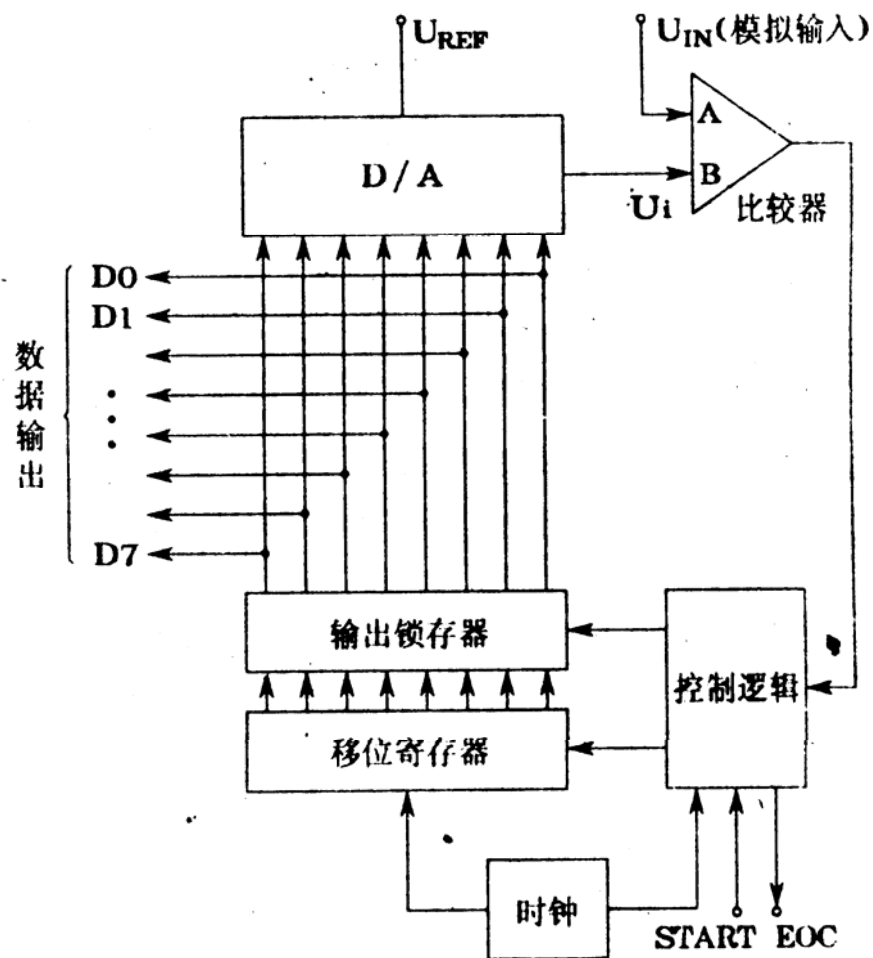 U_REF
U_IN(模拟输入)
D/A
A
B
Ui
比较器
D0
D1
数据输出
D7
输出锁存器
控制逻辑
移位寄存器
时钟
START EOC